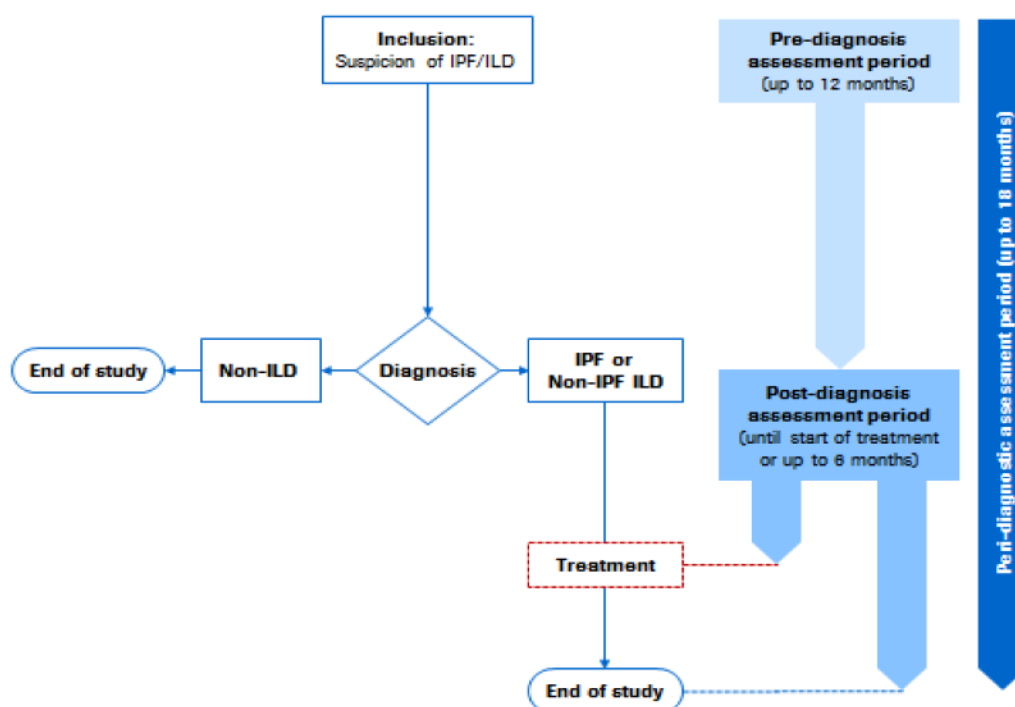 Inclusion:
Suspicion of IPF/ILD
Pre-diagnosis
assessment period
(up to 12 months)
Peri-diagnostic assessment period (up to 18 months)
End of study
Non-ILD
Diagnosis
IPF or
Non-IPF ILD
Post-diagnosis
assessment period
(until start of treatment
or up to 6 months)
Treatment
End of study